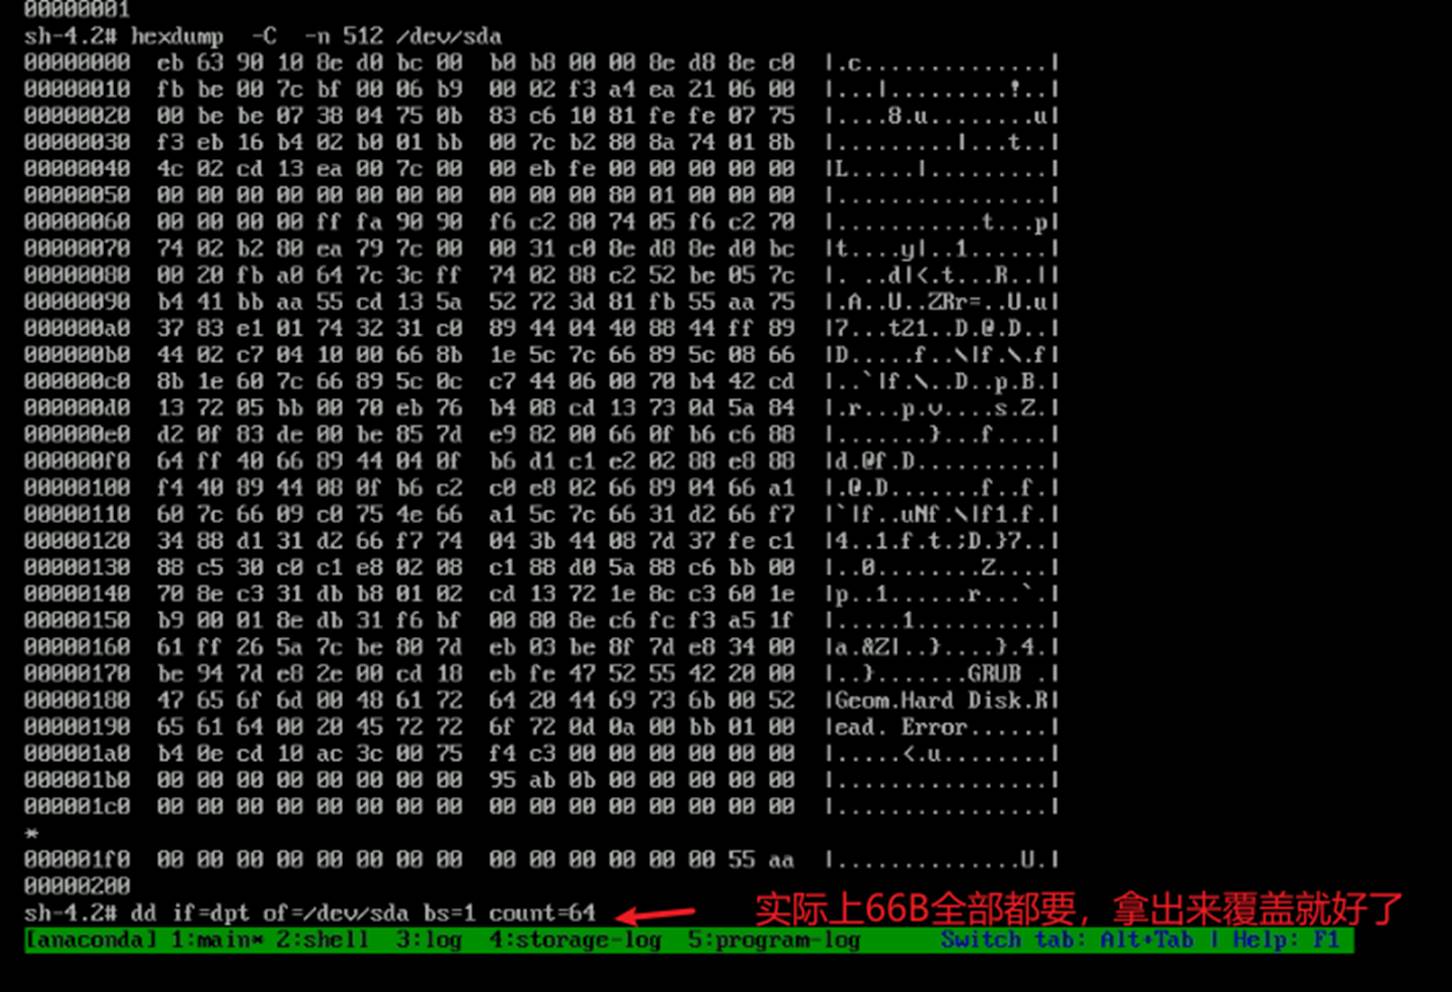 00000001
sh-4.2# hexdump  -C  -n 512 /dev/sda
00000000  eb 63 90 10 8e d0 bc 00  b0 b8 00 00 8e d8 8e c0  |.c..............|
00000010  fb be 00 7c bf 00 06 b9  00 02 f3 a4 ea 21 06 00  |...|.........!..|
00000020  00 be be 07 38 04 75 0b  83 c6 10 81 fe fe 07 75  |....8.u........u|
00000030  f3 eb 16 b4 02 b0 01 bb  00 7c b2 80 8a 74 01 8b  |.........|...t..|
00000040  4c 02 cd 13 ea 00 7c 00  00 eb fe 00 00 00 00 00  |L.....|.........|
00000050  00 00 00 00 00 00 00 00  00 00 00 80 01 00 00 00  |................|
00000060  00 00 00 00 ff fa 90 90  f6 c2 80 74 05 f6 c2 70  |...........t...p|
00000070  74 02 b2 80 ea 79 7c 00  00 31 c0 8e d8 8e d0 bc  |t....y|..1......|
00000080  00 20 fb a0 64 7c 3c ff  74 02 88 c2 52 be 05 7c  |. ..d|<.t...R..||
00000090  b4 41 bb aa 55 cd 13 5a  52 72 3d 81 fb 55 aa 75  |.A..U..ZRr=..U.u|
000000a0  37 83 e1 01 74 32 31 c0  89 44 04 40 88 44 ff 89  |7...t21..D.@.D..|
000000b0  44 02 c7 04 10 00 66 8b  1e 5c 7c 66 89 5c 08 66  |D.....f..\|f.\.f|
000000c0  8b 1e 60 7c 66 89 5c 0c  c7 44 06 00 70 b4 42 cd  |..`|f.\..D..p.B.|
000000d0  13 72 05 bb 00 70 eb 76  b4 08 cd 13 73 0d 5a 84  |.r...p.v....s.Z.|
000000e0  d2 0f 83 de 00 be 85 7d  e9 82 00 66 0f b6 c6 88  |.......}...f....|
000000f0  64 ff 40 66 89 44 04 0f  b6 d1 c1 e2 02 88 e8 88  |d.@f.D..........|
00000100  f4 40 89 44 08 0f b6 c2  c0 e8 02 66 89 04 66 a1  |.@.D.......f..f.|
00000110  60 7c 66 09 c0 75 4e 66  a1 5c 7c 66 31 d2 66 f7  |`|f..uNf.\|f1.f.|
00000120  34 88 d1 31 d2 66 f7 74  04 3b 44 08 7d 37 fe c1  |4..1.f.t.;D.}7..|
00000130  88 c5 30 c0 c1 e8 02 08  c1 88 d0 5a 88 c6 bb 00  |..0........Z....|
00000140  70 8e c3 31 db b8 01 02  cd 13 72 1e 8c c3 60 1e  |p..1......r...`.|
00000150  b9 00 01 8e db 31 f6 bf  00 80 8e c6 fc f3 a5 1f  |.....1..........|
00000160  61 ff 26 5a 7c be 80 7d  eb 03 be 8f 7d e8 34 00  |a.&Z|..}....}.4.|
00000170  be 94 7d e8 2e 00 cd 18  eb fe 47 52 55 42 20 00  |..}.......GRUB .|
00000180  47 65 6f 6d 00 48 61 72  64 20 44 69 73 6b 00 52  |Geom.Hard Disk.R|
00000190  65 61 64 00 20 45 72 72  6f 72 0d 0a 00 bb 01 00  |ead. Error......|
000001a0  b4 0e cd 10 ac 3c 00 75  f4 c3 00 00 00 00 00 00  |.....<.u........|
000001b0  00 00 00 00 00 00 00 00  95 ab 0b 00 00 00 00 00  |................|
000001c0  00 00 00 00 00 00 00 00  00 00 00 00 00 00 00 00  |................|
*
000001f0  00 00 00 00 00 00 00 00  00 00 00 00 00 00 55 aa  |..............U.|
00000200
sh-4.2# dd if=dpt of=/dev/sda bs=1 count=64 实际上66B全部都要，拿出来覆盖就好了
[anaconda] 1:main* 2:shell  3:log  4:storage-log  5:program-log      Switch tab: Alt+Tab | Help: F1